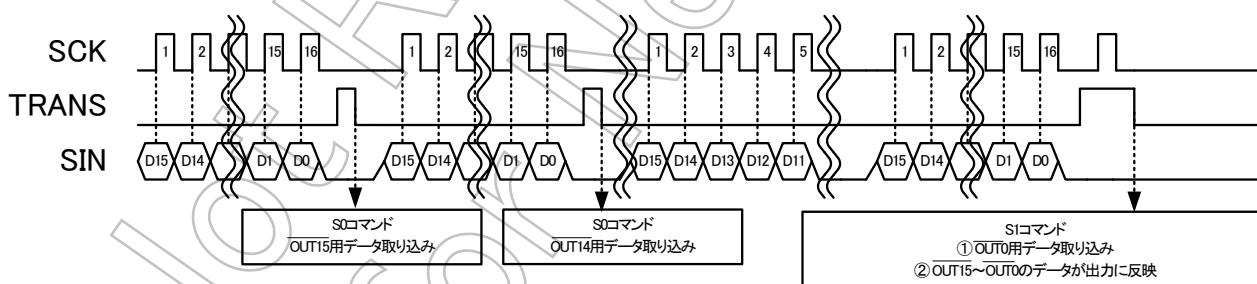 SCK
1 2 15 16 1 2 15 16 1 2 3 4 5 1 2 15 16
TRANS
SIN
D15 D14 D1 D0 D15 D14 D1 D0 D15 D14 D13 D12 D11 D15 D14 D1 D0
S0コマンド
OUT15用データ取り込み
S0コマンド
OUT14用データ取り込み
S1コマンド
①OUT0用データ取り込み
②OUT15~OUT0のデータが出力に反映